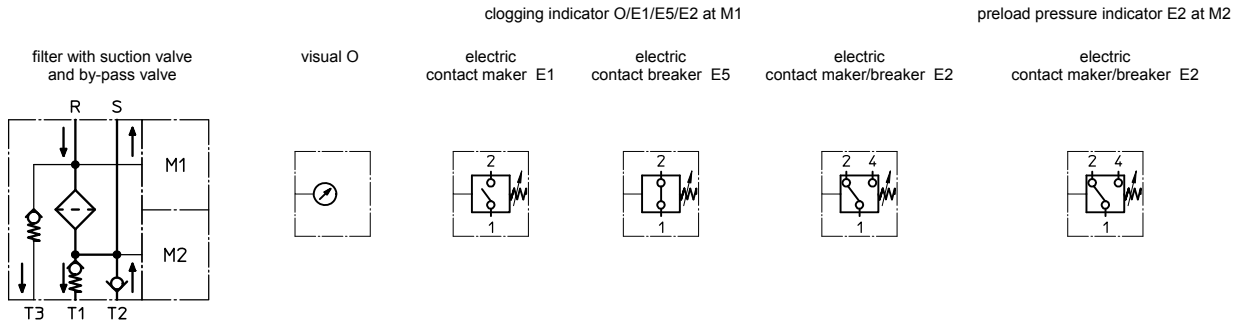 clogging indicator O/E1/E5/E2 at M1
preload pressure indicator E2 at M2
filter with suction valve
and by-pass valve
visual O
electric
contact maker E1
electric
contact breaker E5
electric
contact maker/breaker E2
electric
contact maker/breaker E2
R S
M1
M2
T3 T1 T2
2
1
2
1
2 4
1
2 4
1